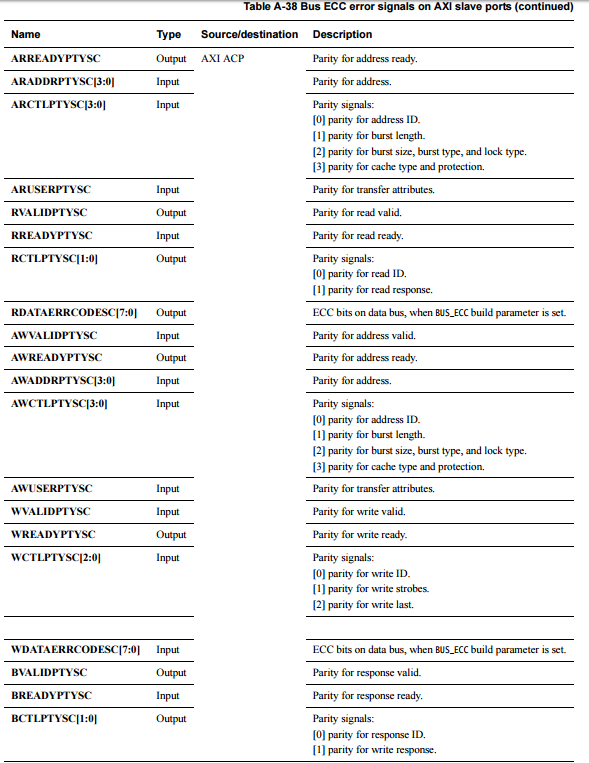 Table A-38 Bus ECC error signals on AXI slave ports (continued)
Name Type Source/destination Description
ARREADYPTYSC Output AXI ACP Parity for address ready.
ARADDRPTYSC[3:0] Input Parity for address.
ARCTLPTYSC[3:0] Input Parity signals:
[0] parity for address ID.
[1] parity for burst length.
[2] parity for burst size, burst type, and lock type.
[3] parity for cache type and protection.
ARUSERPTYSC Input Parity for transfer attributes.
RVALIDPTYSC Output Parity for read valid.
RREADYPTYSC Input Parity for read ready.
RCTLPTYSC[1:0] Output Parity signals:
[0] parity for read ID.
[1] parity for read response.
RDATAERRCODESC[7:0] Output ECC bits on data bus, when BUS_ECC build parameter is set.
AWVALIDPTYSC Input Parity for address valid.
AWREADYPTYSC Output Parity for address ready.
AWADDRPTYSC[3:0] Input Parity for address.
AWCTLPTYSC[3:0] Input Parity signals:
[0] parity for address ID.
[1] parity for burst length.
[2] parity for burst size, burst type, and lock type.
[3] parity for cache type and protection.
AWUSERPTYSC Input Parity for transfer attributes.
WVALIDPTYSC Input Parity for write valid.
WREADYPTYSC Output Parity for write ready.
WCTLPTYSC[2:0] Input Parity signals:
[0] parity for write ID.
[1] parity for write strobes.
[2] parity for write last.
WDATAERRCODESC[7:0] Input ECC bits on data bus, when BUS_ECC build parameter is set.
BVALIDPTYSC Output Parity for response valid.
BREADYPTYSC Input Parity for response ready.
BCTLPTYSC[1:0] Output Parity signals:
[0] parity for response ID.
[1] parity for write response.